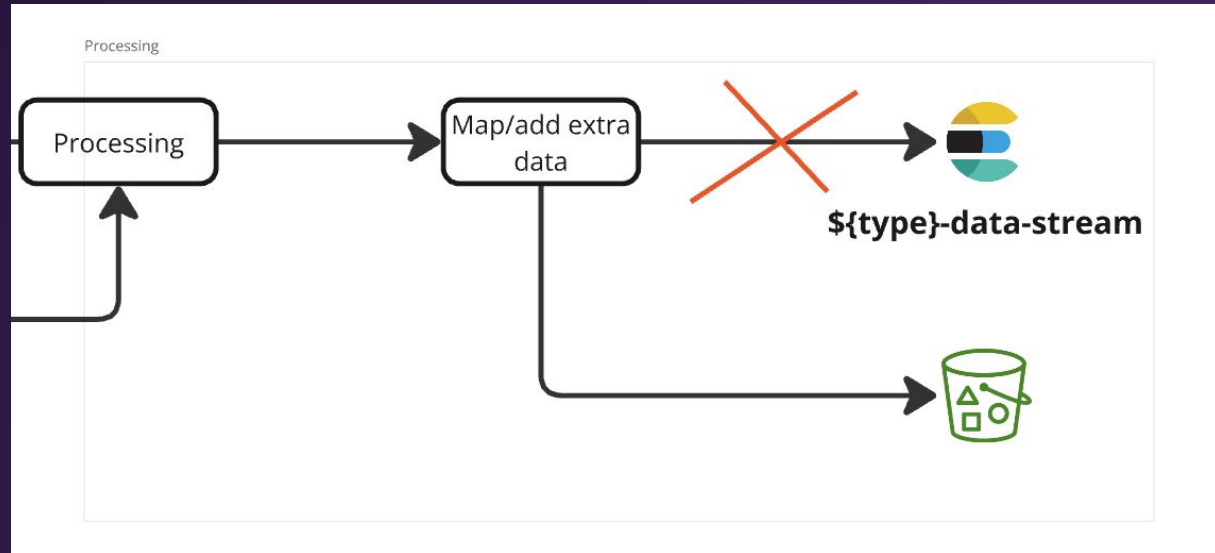 Processing
Processing
Map/add extra
data
${type}-data-stream